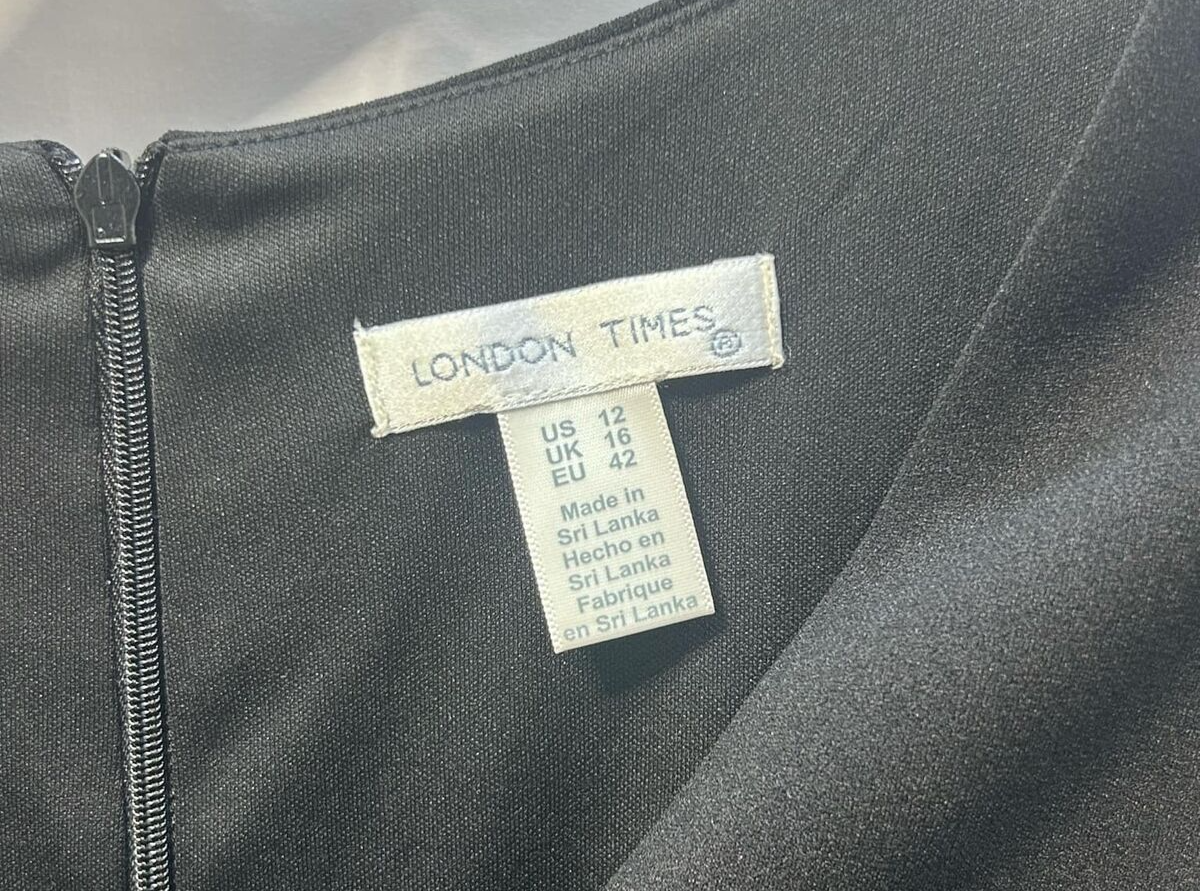 LONDON TIMES ®
US 12
UK 16
EU 42
Made in
Sri Lanka
Hecho en
Sri Lanka
Fabrique
en Sri Lanka